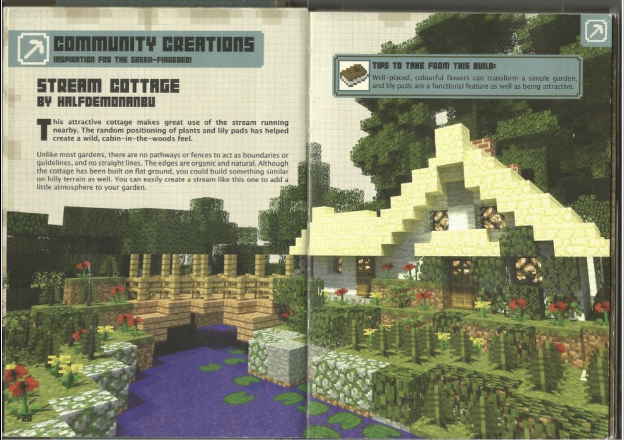 COMMUNITY CREATIONS
INSPIRATION FOR THE GREEN-FINGERED!
STREAM COTTAGE
BY HALFDEMONANBU
This attractive cottage makes great use of the stream running
nearby. The random positioning of plants and lily pads has helped
create a wild, cabin-in-the-woods feel.
Unlike most gardens, there are no pathways or fences to act as boundaries or
guidelines, and no straight lines. The edges are organic and natural. Although
the cottage has been built on flat ground, you could build something similar
on hilly terrain as well. You can easily create a stream like this one to add a
little atmosphere to your garden.
TIPS TO TAKE FROM THIS BUILD:
Well-placed, colourful flowers can transform a simple garden,
and lily pads are a functional feature as well as being attractive.